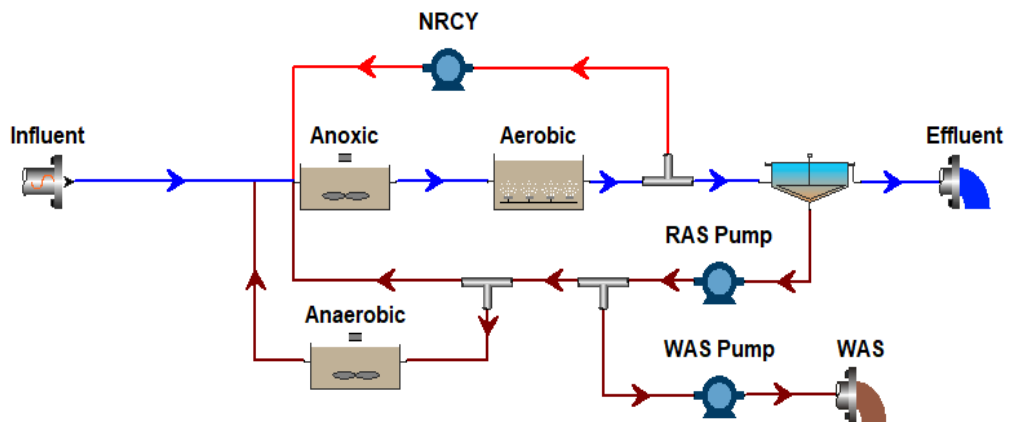 NRCY
Influent
Anoxic
Aerobic
Effluent
RAS Pump
Anaerobic
WAS Pump
WAS